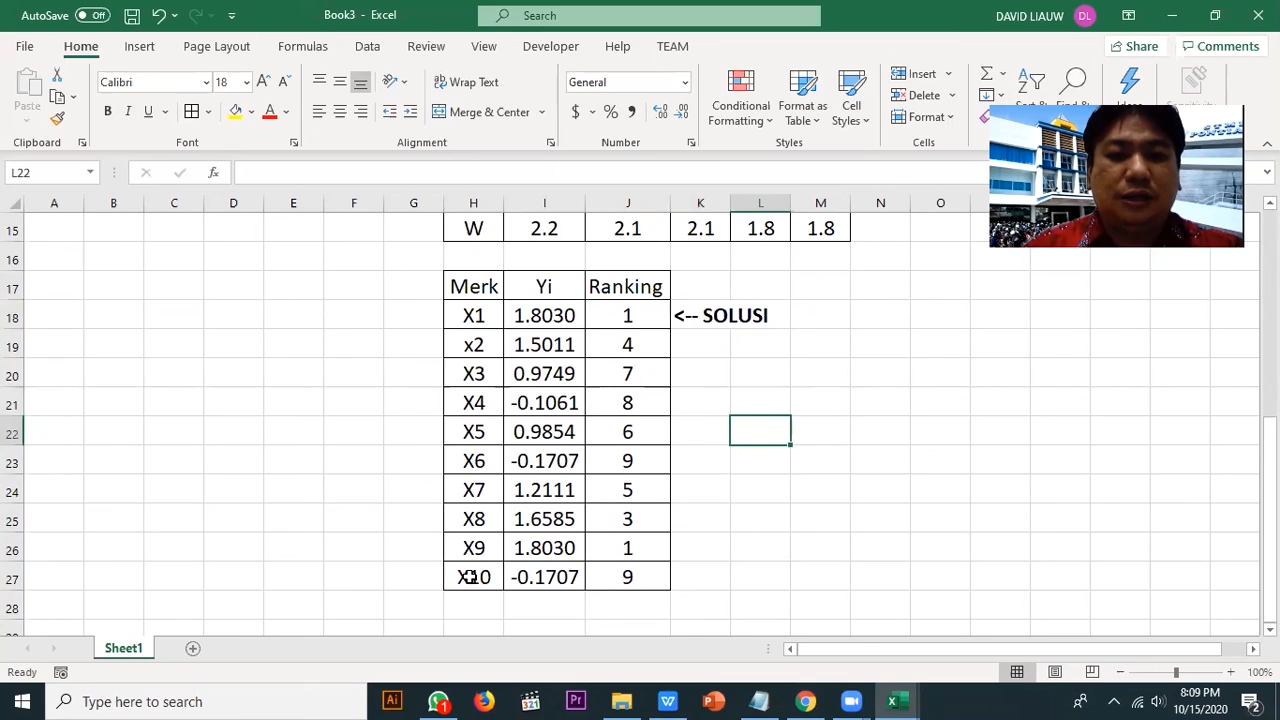 AutoSave Off Book3 - Excel Search DAVID LIAUW DL
File Home Insert Page Layout Formulas Data Review View Developer Help TEAM Share Comments
Calibri 18 Wrap Text General Insert
Paste Merge & Center Conditional Formatting Format as Table Cell Styles Delete Format
Clipboard Font Alignment Number Styles Cells
L22
A B C D E F G H I J K L M N O
15 W 2.2 2.1 2.1 1.8 1.8
16
17 Merk Yi Ranking
18 X1 1.8030 1 <-- SOLUSI
19 x2 1.5011 4
20 X3 0.9749 7
21 X4 -0.1061 8
22 X5 0.9854 6
23 X6 -0.1707 9
24 X7 1.2111 5
25 X8 1.6585 3
26 X9 1.8030 1
27 X10 -0.1707 9
28
Sheet1
Ready 100%
Type here to search 8:09 PM
10/15/2020